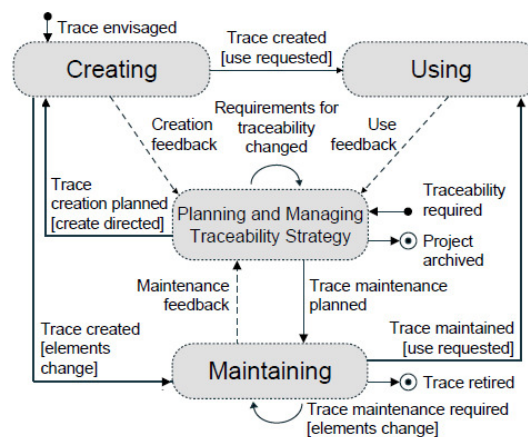 Trace envisaged
Creating
Trace created
[use requested]
Using
Creation
feedback
Requirements for
traceability
changed
Use
feedback
Trace
creation planned
[create directed]
Planning and Managing
Traceability Strategy
Traceability
required
Project
archived
Maintenance
feedback
Trace maintenance
planned
Trace created
[elements
change]
Trace maintained
[use requested]
Maintaining
Trace retired
Trace maintenance required
[elements change]